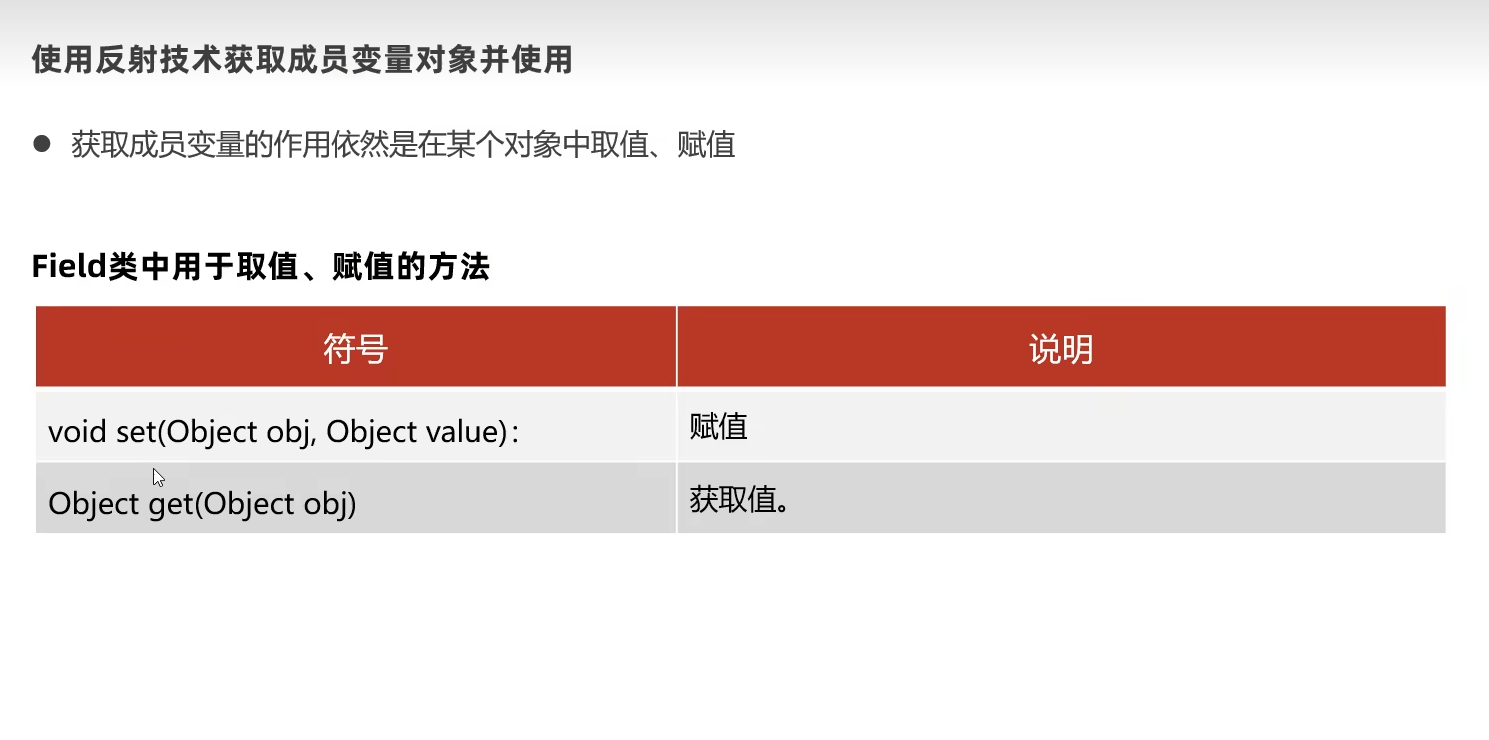 使用反射技术获取成员变量对象并使用
● 获取成员变量的作用依然是在某个对象中取值、赋值
Field类中用于取值、赋值的方法
符号 说明
void set(Object obj, Object value)： 赋值
Object get(Object obj) 获取值。